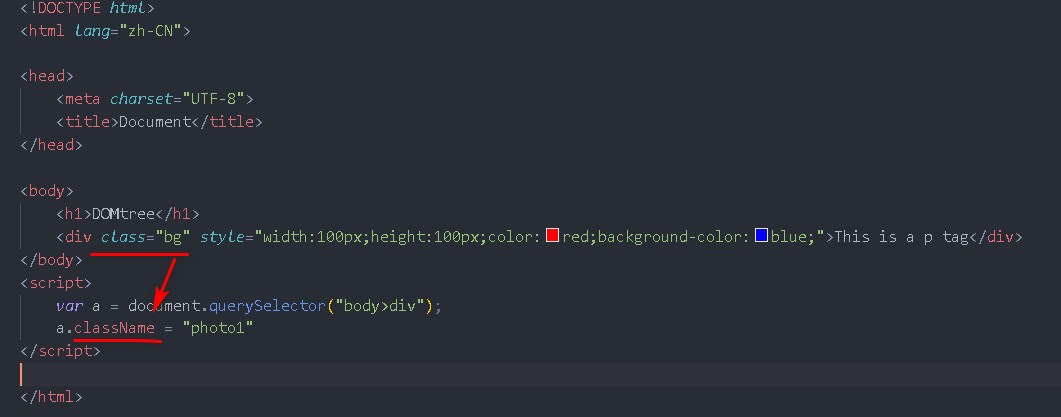 <!DOCTYPE html>
<html lang="zh-CN">
<head>
<meta charset="UTF-8">
<title>Document</title>
</head>
<body>
<h1>DOMtree</h1>
<div class="bg" style="width:100px;height:100px;color:red;background-color:blue;">This is a p tag</div>
</body>
<script>
var a = document.querySelector("body>div");
a.className = "photo1"
</script>
</html>